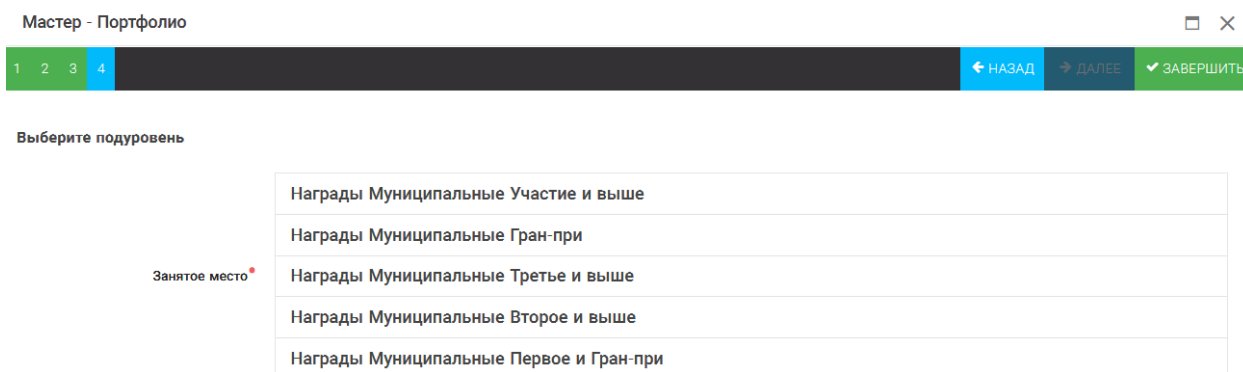 Мастер - Портфолио
1 2 3 4 НАЗАД ДАЛЕЕ ЗАВЕРШИТЬ
Выберите подуровень
Награды Муниципальные Участие и выше
Награды Муниципальные Гран-при
Занятое место Награды Муниципальные Третье и выше
Награды Муниципальные Второе и выше
Награды Муниципальные Первое и Гран-при